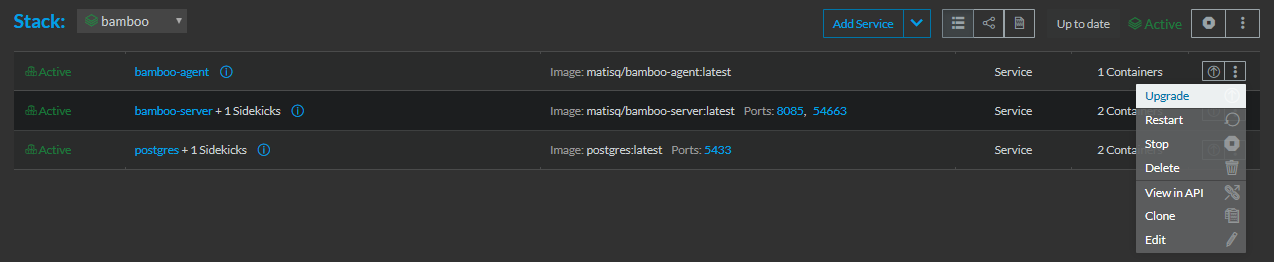 Stack: bamboo Add Service Up to date Active
Active bamboo-agent Image: matisq/bamboo-agent:latest Service 1 Containers
Upgrade
Active bamboo-server + 1 Sidekicks Image: matisq/bamboo-server:latest Ports: 8085, 54663 Service 2 Conta
Restart
Stop
Active postgres + 1 Sidekicks Image: postgres:latest Ports: 5433 Service 2 Conta
Delete
View in API
Clone
Edit